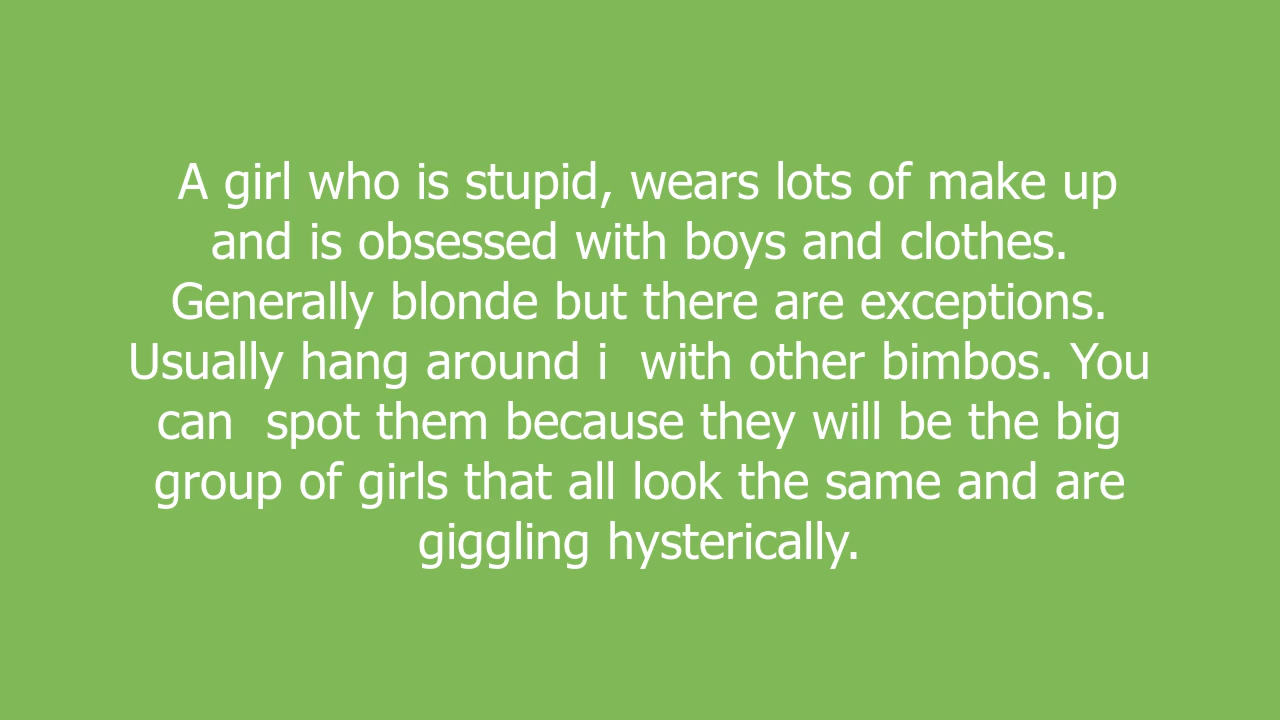 A girl who is stupid, wears lots of make up
and is obsessed with boys and clothes.
Generally blonde but there are exceptions.
Usually hang around i  with other bimbos. You
can  spot them because they will be the big
group of girls that all look the same and are
giggling hysterically.